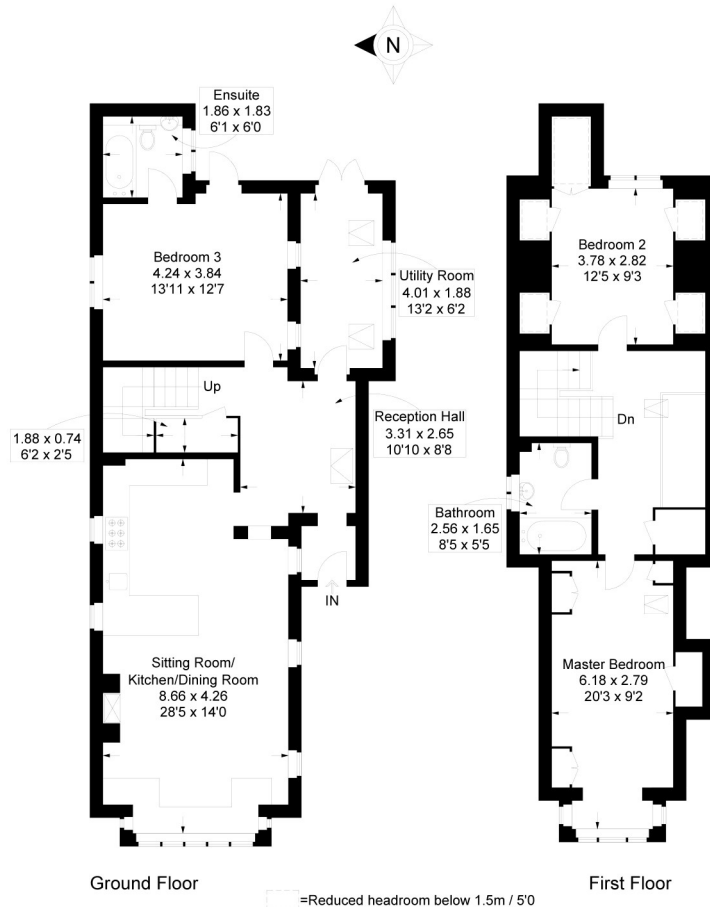 N
Ensuite
1.86 x 1.83
6'1 x 6'0
Bedroom 3
4.24 x 3.84
13'11 x 12'7
Utility Room
4.01 x 1.88
13'2 x 6'2
Up
1.88 x 0.74
6'2 x 2'5
Reception Hall
3.31 x 2.65
10'10 x 8'8
IN
Sitting Room/
Kitchen/Dining Room
8.66 x 4.26
28'5 x 14'0
Ground Floor
Bedroom 2
3.78 x 2.82
12'5 x 9'3
Dn
Bathroom
2.56 x 1.65
8'5 x 5'5
Master Bedroom
6.18 x 2.79
20'3 x 9'2
First Floor
=Reduced headroom below 1.5m / 5'0